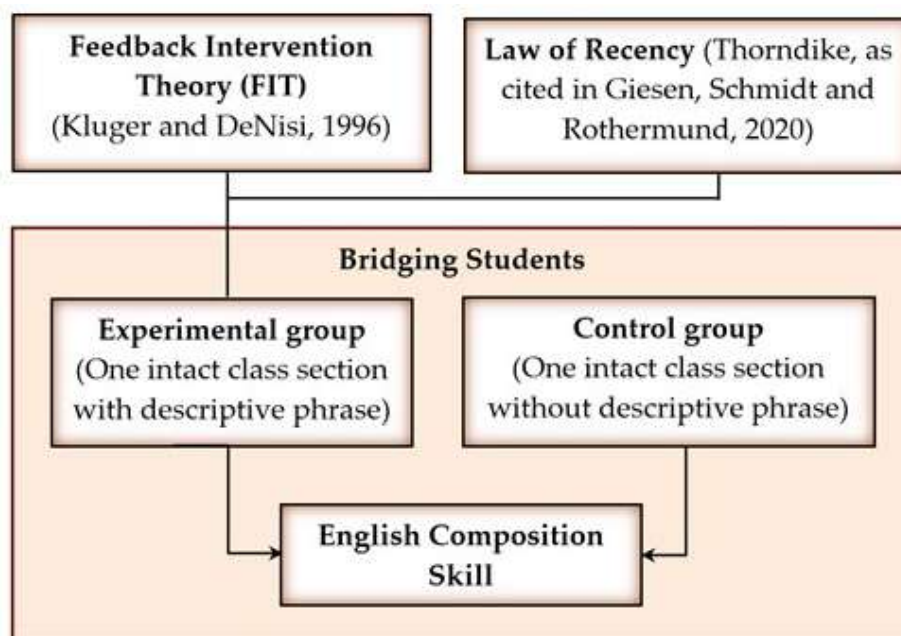 Feedback Intervention
Theory (FIT)
(Kluger and DeNisi, 1996)
Law of Recency (Thorndike, as
cited in Giesen, Schmidt and
Rothermund, 2020)
Bridging Students
Experimental group
(One intact class section
with descriptive phrase)
Control group
(One intact class section
without descriptive phrase)
English Composition
Skill